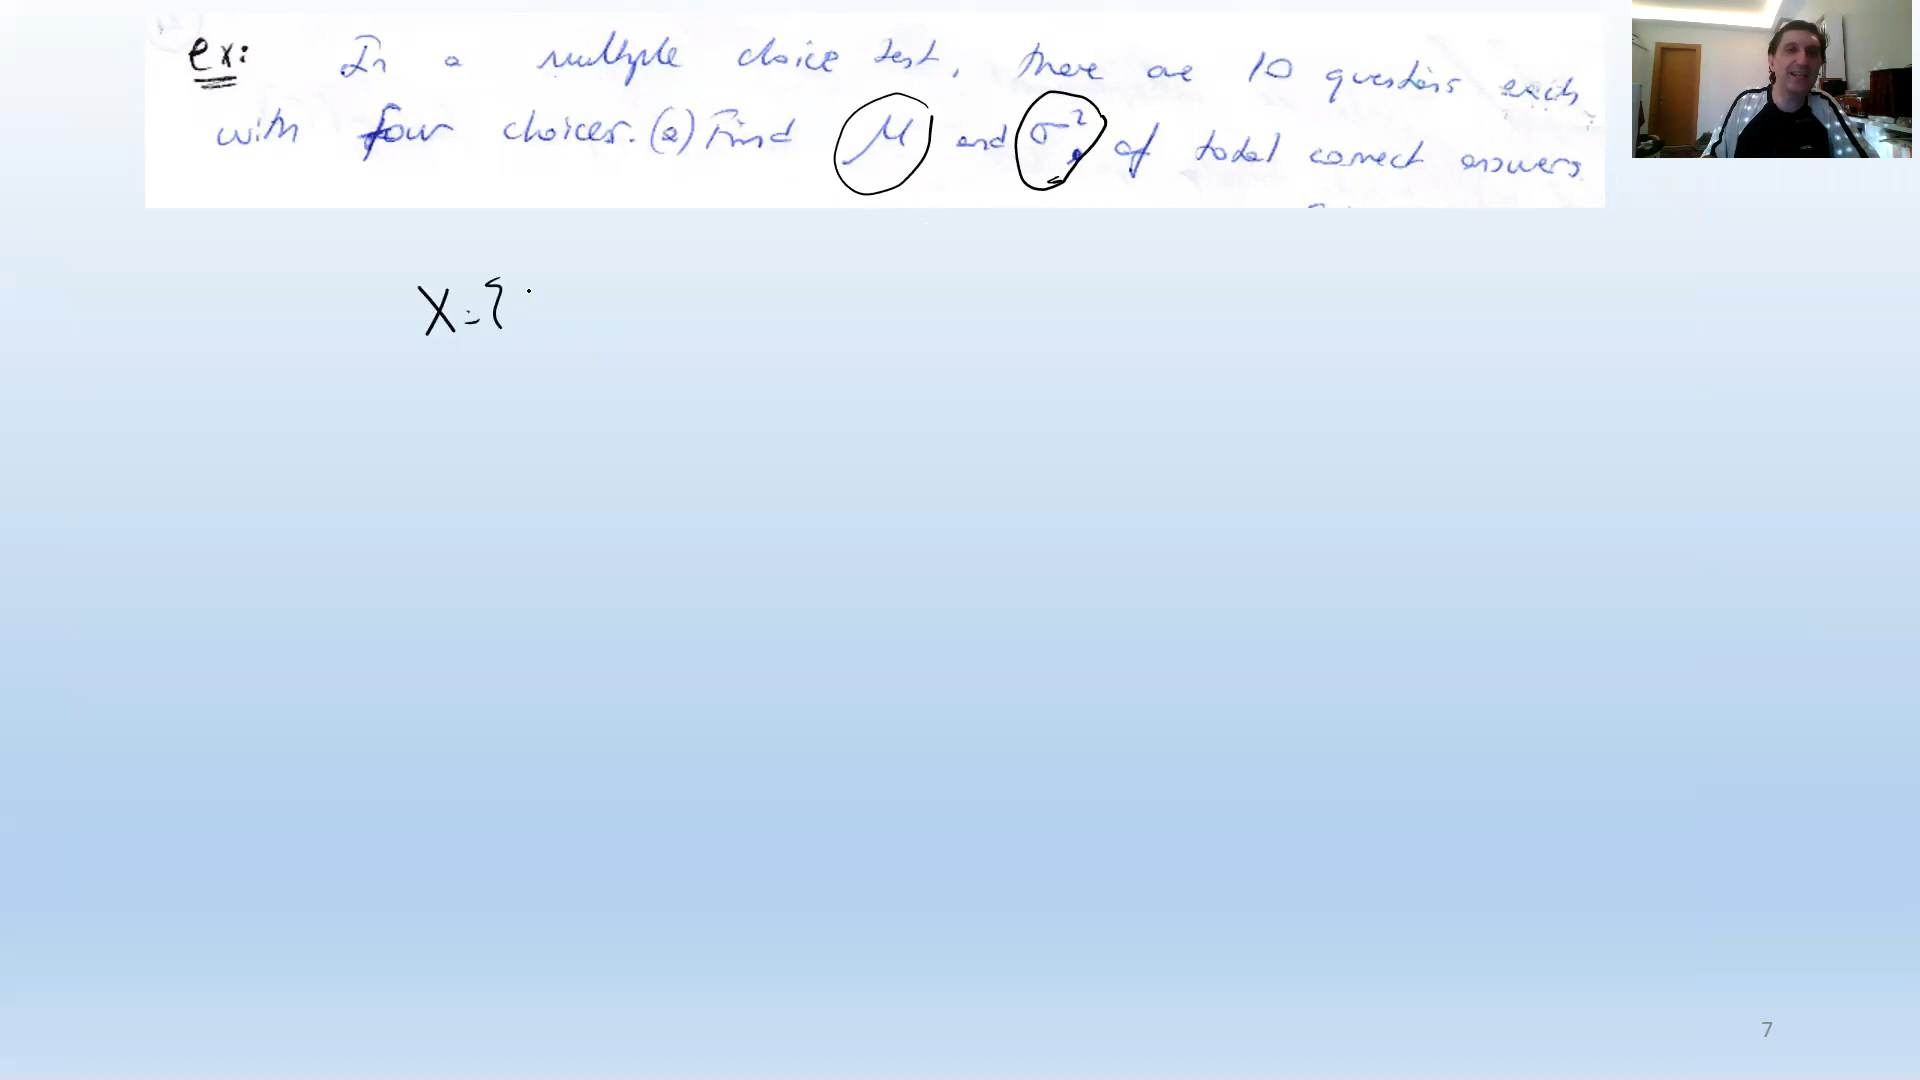 ex: In a multiple choice test, there are 10 questions each
with four choices. (a) Find μ and σ² of total correct answers
X = {
7